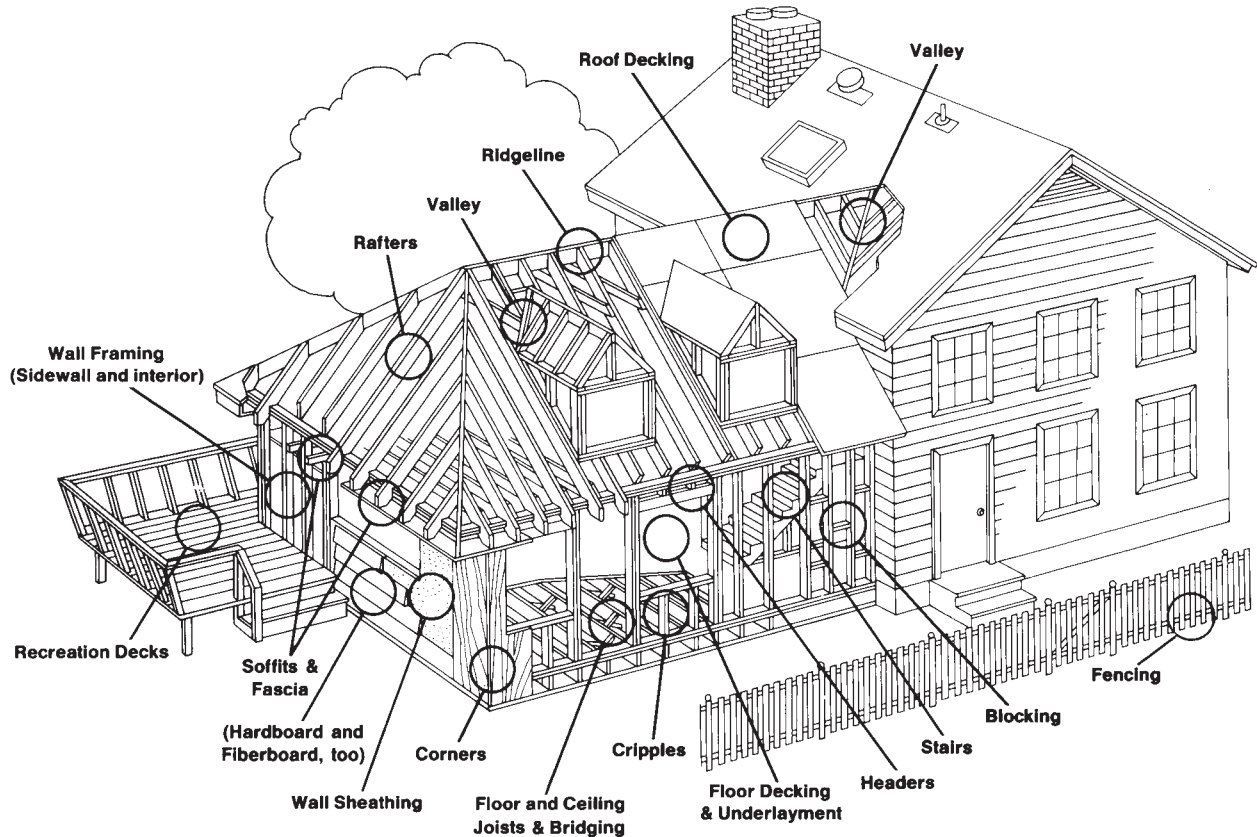 Roof Decking
Valley
Ridgeline
Valley
Rafters
Wall Framing
(Sidewall and interior)
Recreation Decks
Soffits &
Fascia
(Hardboard and
Fiberboard, too)
Wall Sheathing
Corners
Floor and Ceiling
Joists & Bridging
Cripples
Floor Decking
& Underlayment
Headers
Stairs
Blocking
Fencing